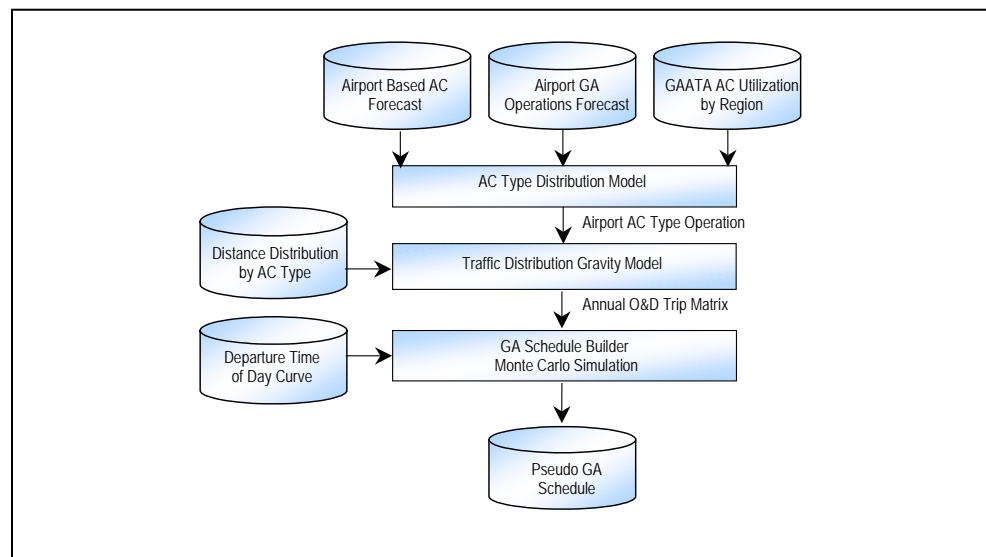 Airport Based AC
Forecast
Airport GA
Operations Forecast
GAATA AC Utilization
by Region
AC Type Distribution Model
Airport AC Type Operation
Distance Distribution
by AC Type
Traffic Distribution Gravity Model
Annual O&D Trip Matrix
Departure Time
of Day Curve
GA Schedule Builder
Monte Carlo Simulation
Pseudo GA
Schedule